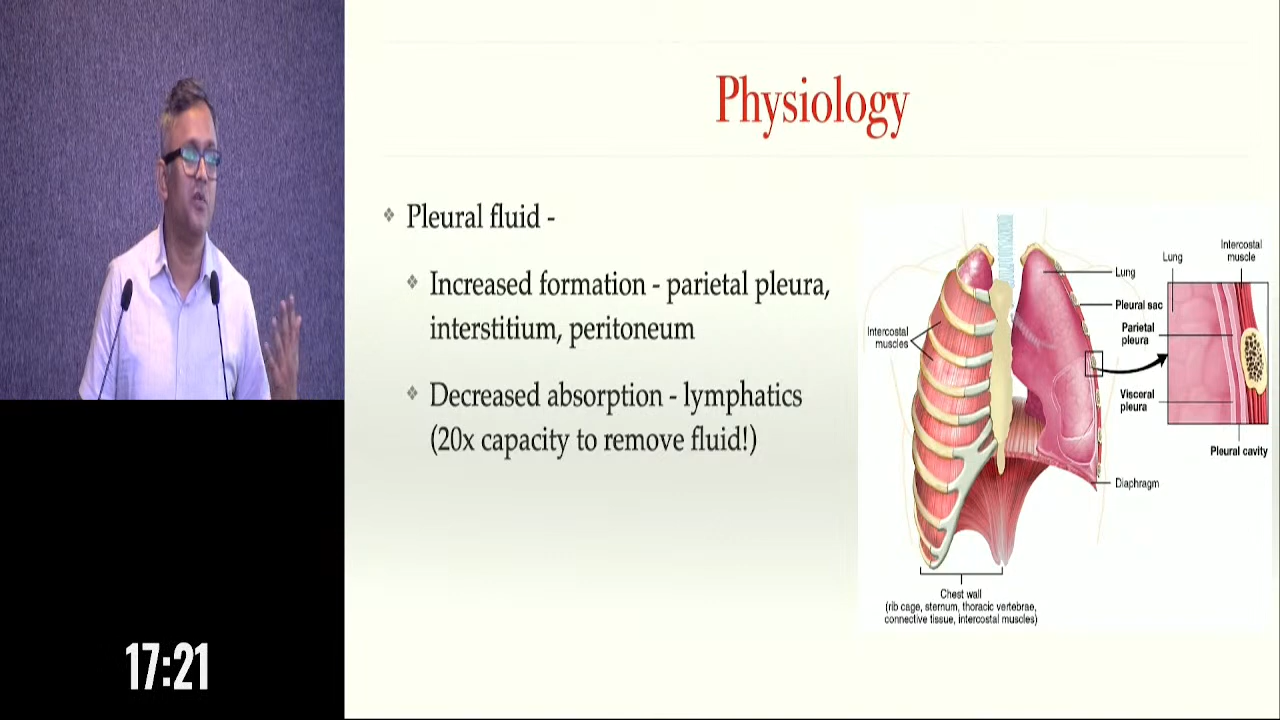 Physiology
Pleural fluid -
Increased formation - parietal pleura,
interstitium, peritoneum
Decreased absorption - lymphatics
(20x capacity to remove fluid!)
Intercostal
muscles
Lung
Pleural sac
Parietal
pleura
Visceral
pleura
Diaphragm
Lung
Intercostal
muscle
Pleural cavity
Chest wall
(rib cage, sternum, thoracic vertebrae,
connective tissue, intercostal muscles)
17:21